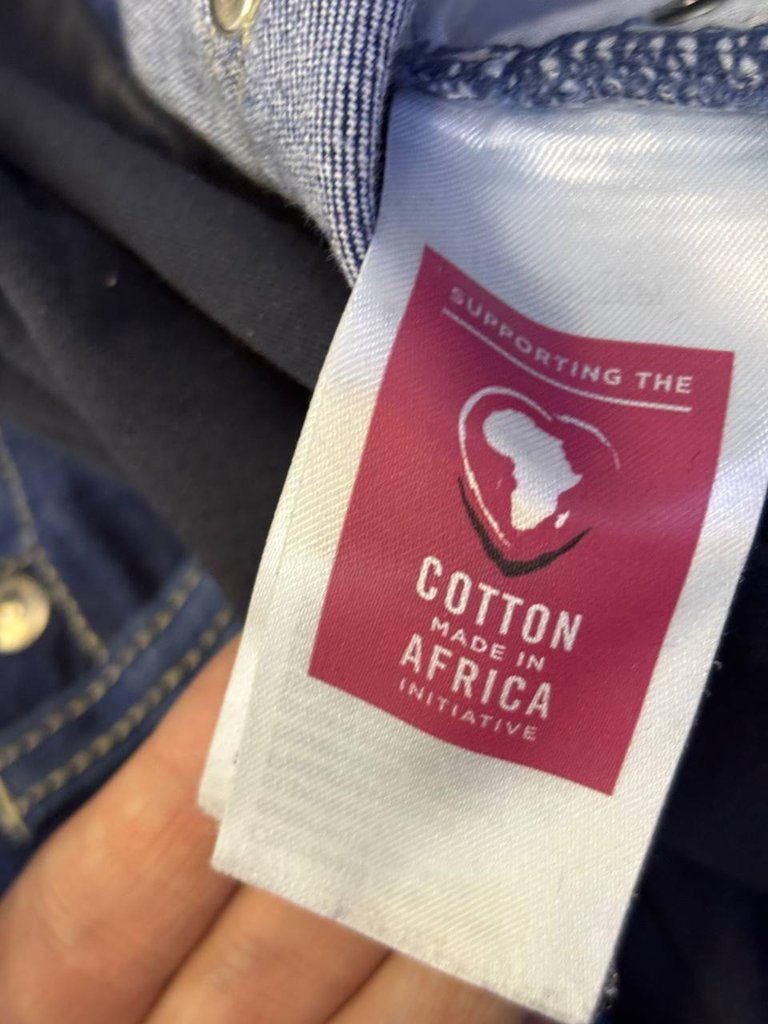 SUPPORTING THE
COTTON
MADE IN
AFRICA
INITIATIVE